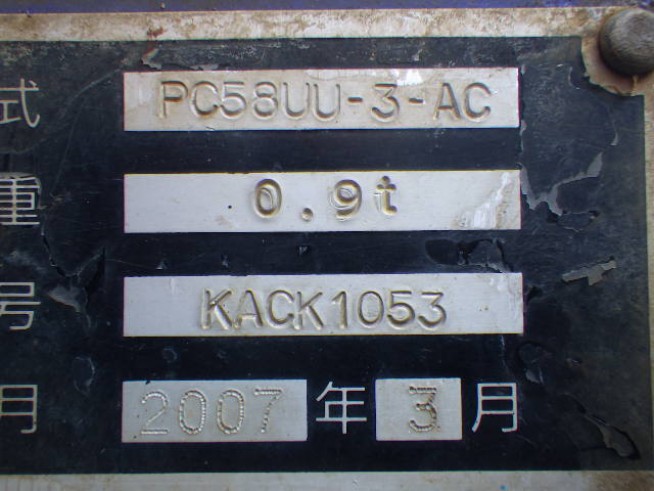 式 PC58UU-3-AC
重 0.9t
号 KACK1053
月 2007 年 3 月